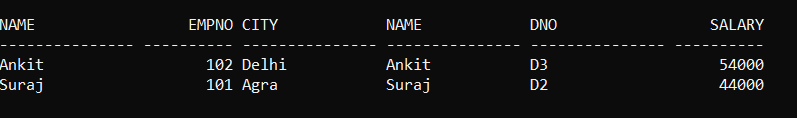 NAME                 EMPNO CITY            NAME            DNO                 SALARY
--------------- ---------- --------------- --------------- --------------- ----------
Ankit                  102 Delhi           Ankit           D3                   54000
Suraj                  101 Agra            Suraj           D2                   44000